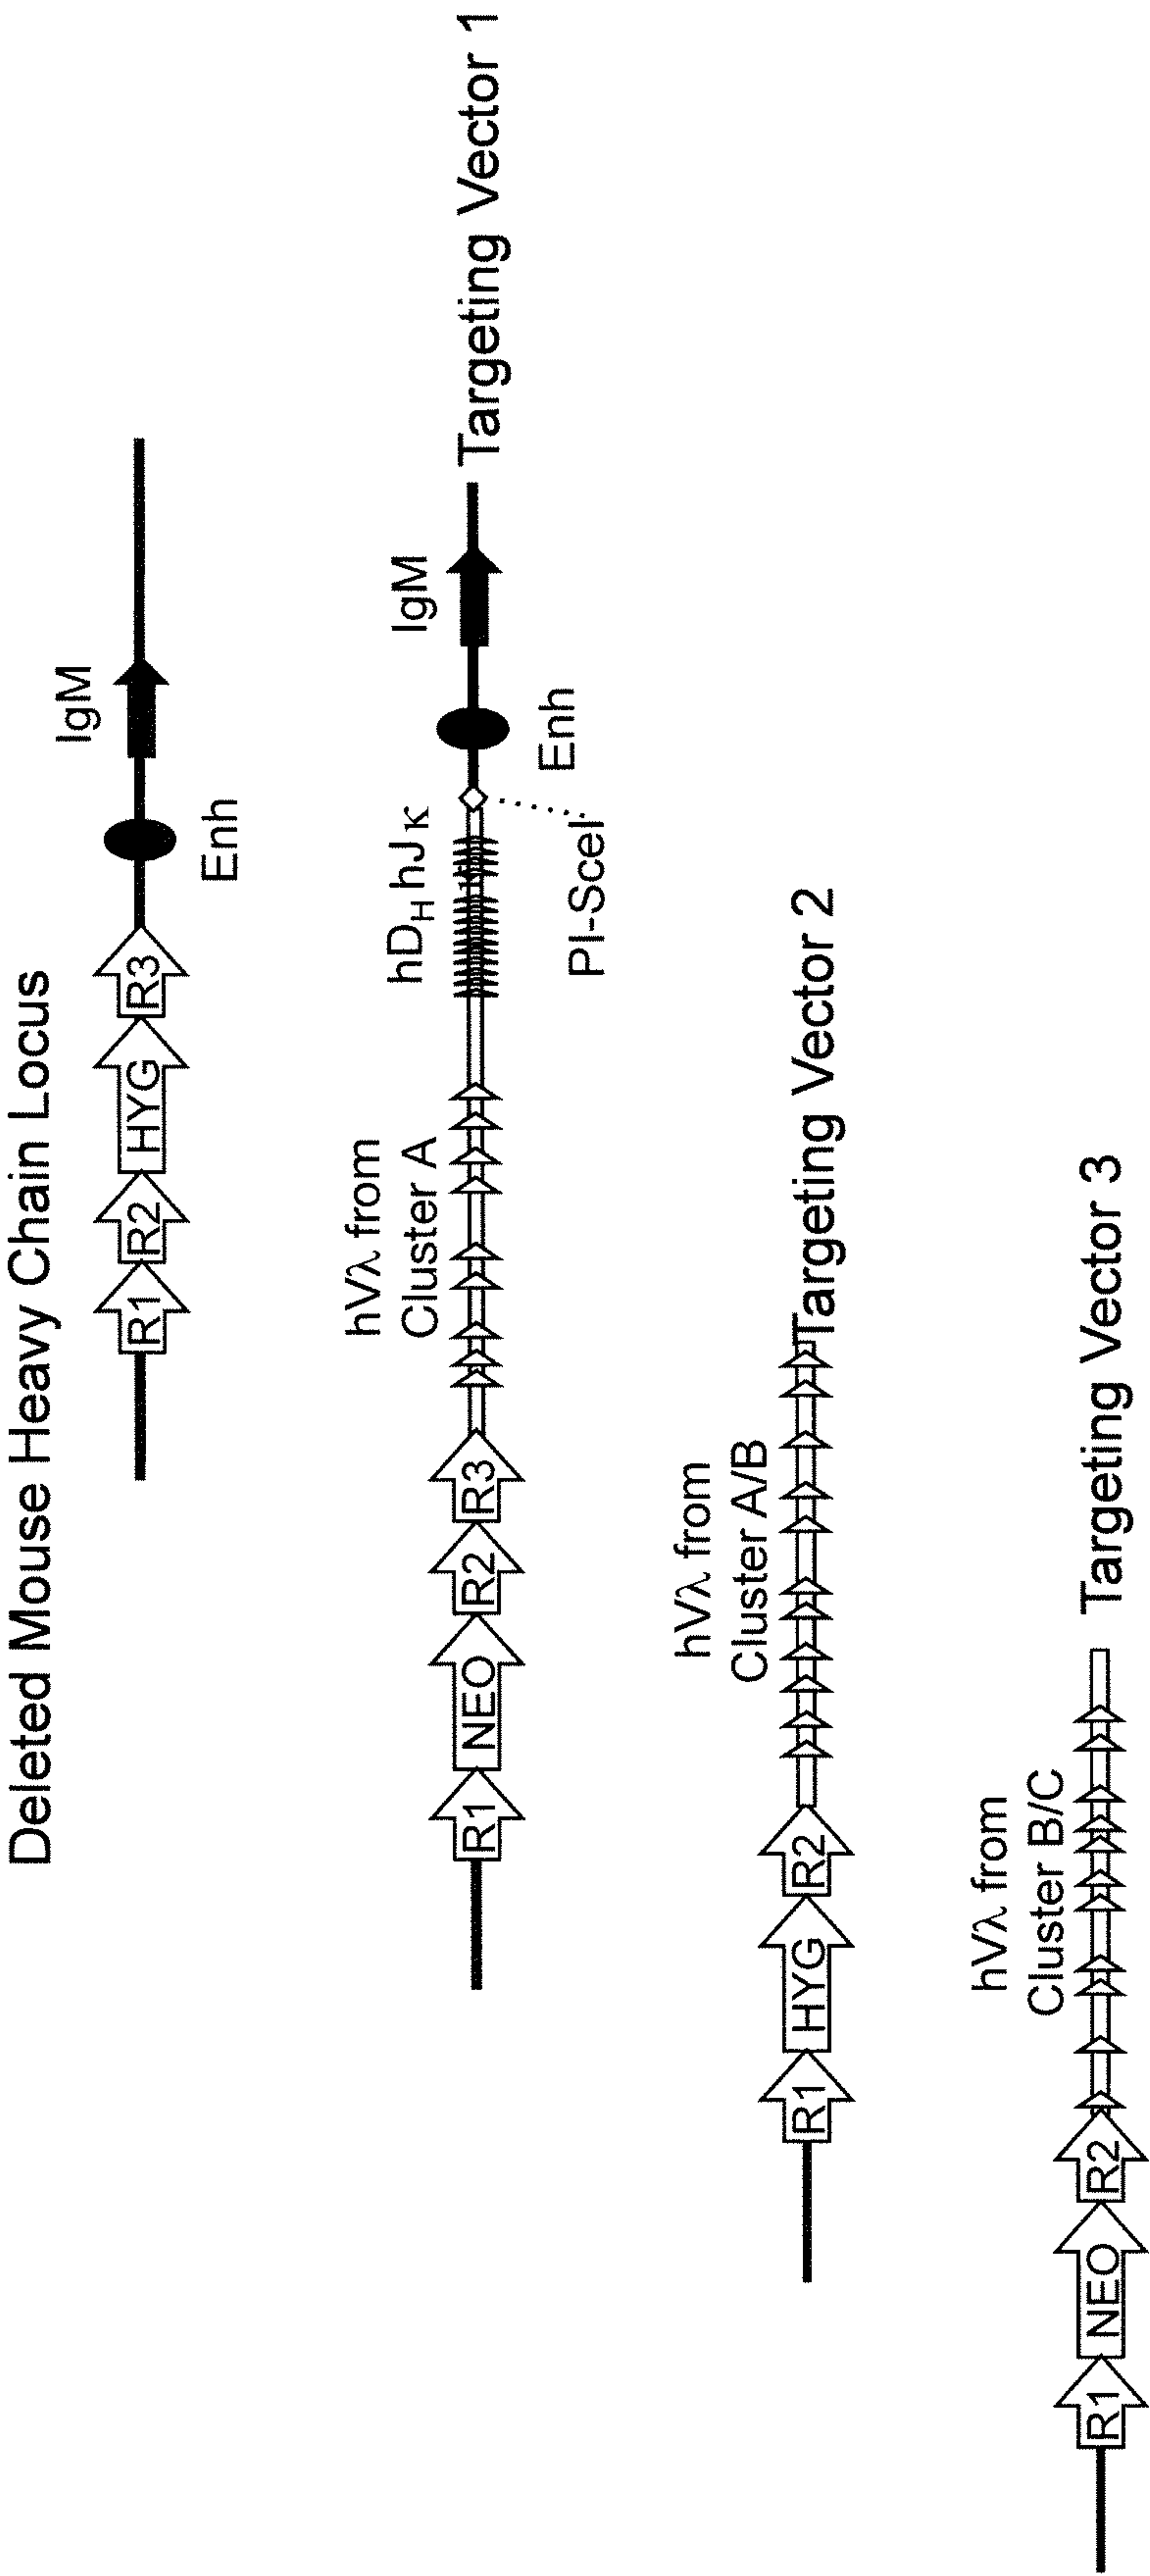 Deleted Mouse Heavy Chain Locus
R1 R2 HYG R3
Enh
IgM
hVλ from
Cluster A
hD_H hJκ
IgM
R1 NEO R2 R3
Enh
PI-SceI
Targeting Vector 1
hVλ from
Cluster A/B
R1 HYG R2
Targeting Vector 2
hVλ from
Cluster B/C
R1 NEO R2
Targeting Vector 3